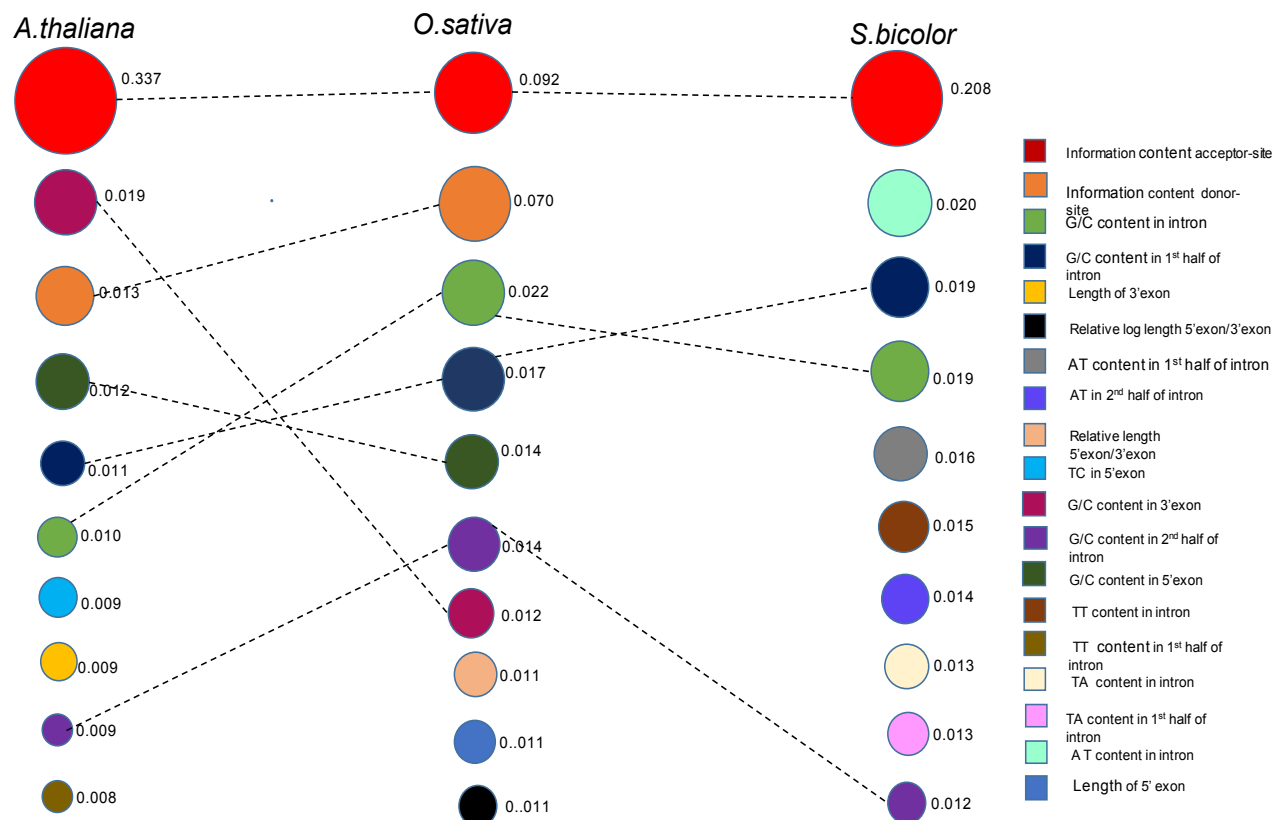 A.thaliana
O.sativa
S.bicolor
0.337
0.019
0.013
0.012
0.011
0.010
0.009
0.009
0.009
0.008
0.092
0.070
0.022
0.017
0.014
0.014
0.012
0.011
0..011
0..011
0.208
0.020
0.019
0.019
0.016
0.015
0.014
0.013
0.013
0.012
Information content acceptor-site
Information content donor-
site
G/C content in intron
G/C content in 1st half of
intron
Length of 3'exon
Relative log length 5'exon/3'exon
AT content in 1st half of intron
AT in 2nd half of intron
Relative length
5'exon/3'exon
TC in 5'exon
G/C content in 3'exon
G/C content in 2nd half of
intron
G/C content in 5'exon
TT content in intron
TT content in 1st half of
intron
TA content in intron
TA content in 1st half of
intron
AT content in intron
Length of 5' exon